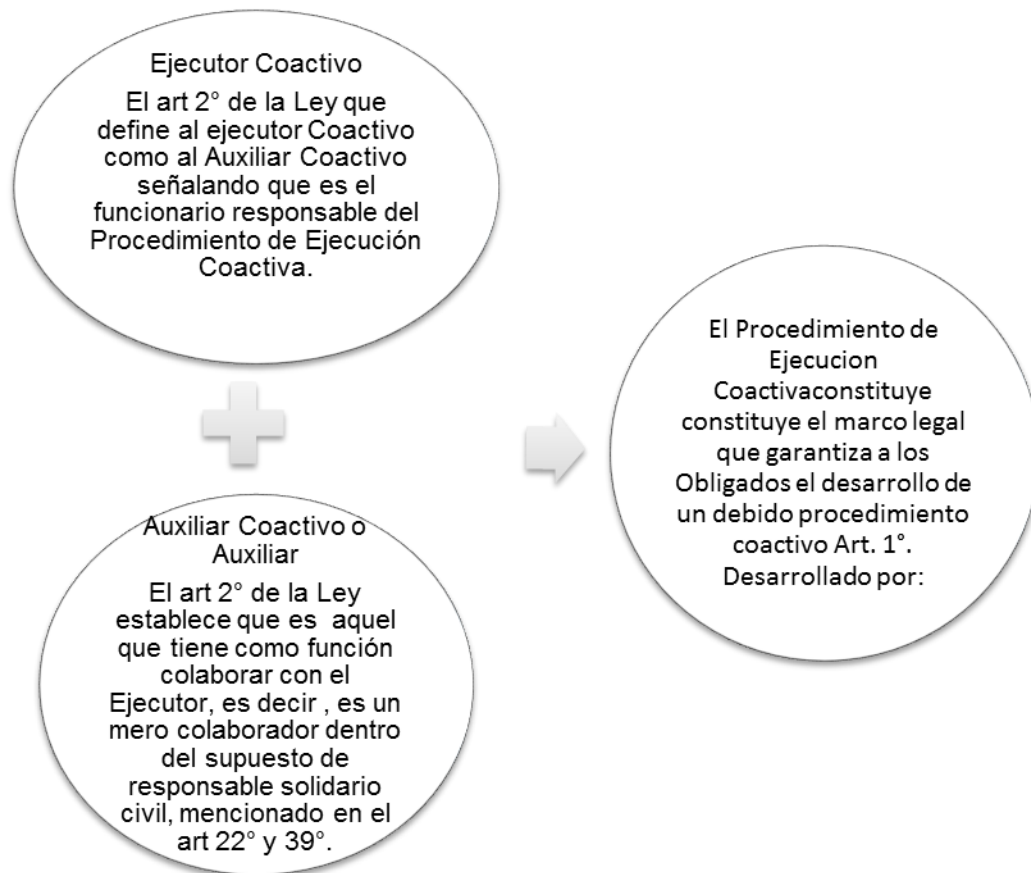 Ejecutor Coactivo
El art 2° de la Ley que
define al ejecutor Coactivo
como al Auxiliar Coactivo
señalando que es el
funcionario responsable del
Procedimiento de Ejecución
Coactiva.
Auxiliar Coactivo o
Auxiliar
El art 2° de la Ley
establece que es aquel
que tiene como función
colaborar con el
Ejecutor, es decir , es un
mero colaborador dentro
del supuesto de
responsable solidario
civil, mencionado en el
art 22° y 39°.
El Procedimiento de
Ejecucion
Coactivaconstituye
constituye el marco legal
que garantiza a los
Obligados el desarrollo de
un debido procedimiento
coactivo Art. 1°.
Desarrollado por: